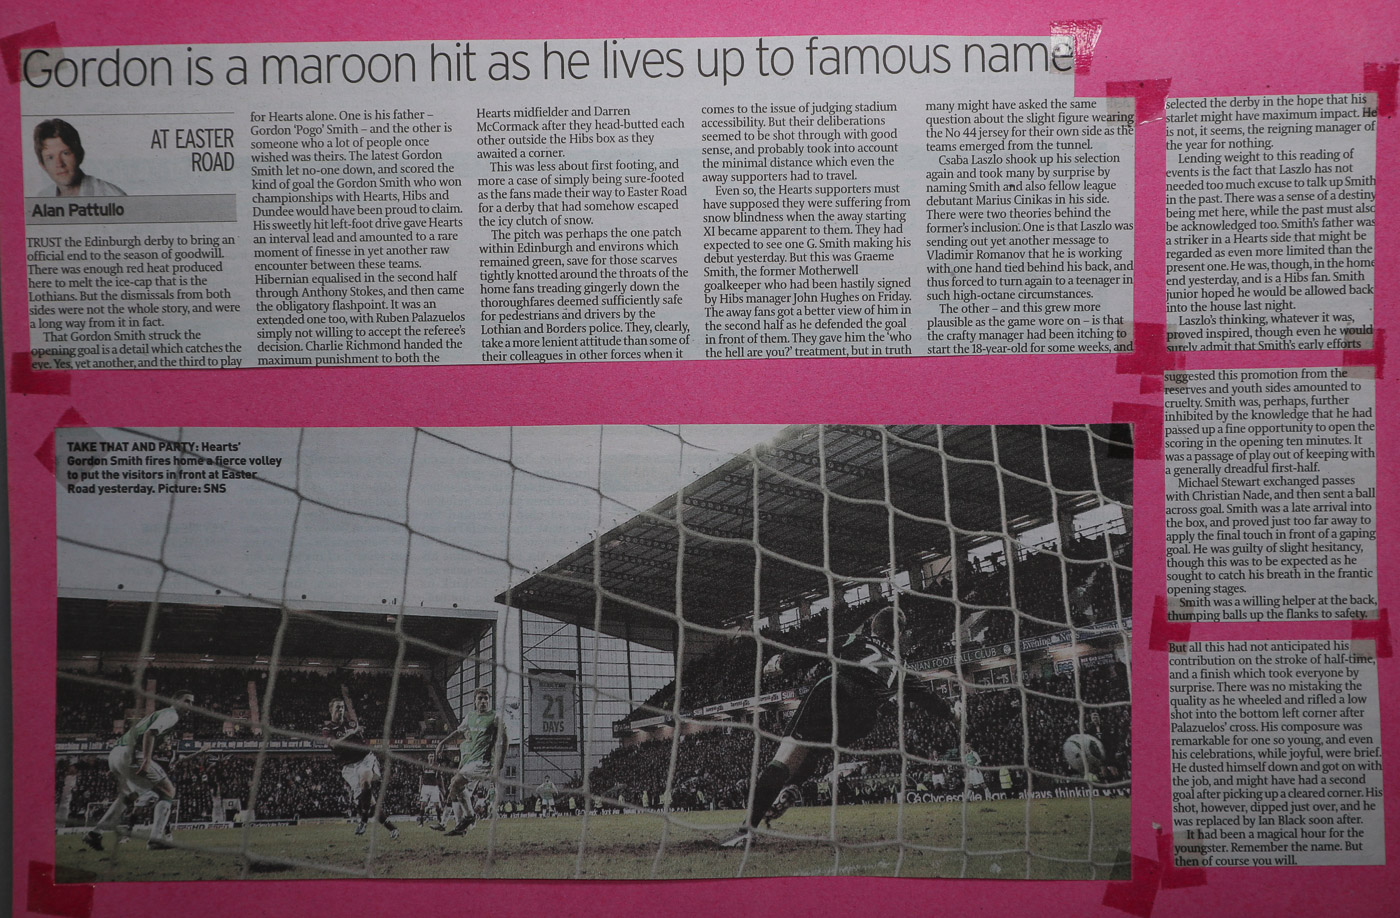 Gordon is a maroon hit as he lives up to famous name
AT EASTER
ROAD
Alan Pattullo
TRUST the Edinburgh derby to bring an
official end to the season of goodwill.
There was enough red heat produced
here to melt the ice-cap that is the
Lothians. But the dismissals from both
sides were not the whole story, and were
a long way from it in fact.
That Gordon Smith struck the
opening goal is a detail which catches the
eye. Yes, yet another, and the third to play
for Hearts alone. One is his father –
Gordon 'Pogo' Smith – and the other is
someone who a lot of people once
wished was theirs. The latest Gordon
Smith let no-one down, and scored the
kind of goal the Gordon Smith who won
championships with Hearts, Hibs and
Dundee would have been proud to claim.
His sweetly hit left-foot drive gave Hearts
an interval lead and amounted to a rare
moment of finesse in yet another raw
encounter between these teams.
Hibernian equalised in the second half
through Anthony Stokes, and then came
the obligatory flashpoint. It was an
extended one too, with Ruben Palazuelos
simply not willing to accept the referee's
decision. Charlie Richmond handed the
maximum punishment to both the
Hearts midfielder and Darren
McCormack after they head-butted each
other outside the Hibs box as they
awaited a corner.
This was less about first footing, and
more a case of simply being sure-footed
as the fans made their way to Easter Road
for a derby that had somehow escaped
the icy clutch of snow.
The pitch was perhaps the one patch
within Edinburgh and environs which
remained green, save for those scarves
tightly knotted around the throats of the
home fans treading gingerly down the
thoroughfares deemed sufficiently safe
for pedestrians and drivers by the
Lothian and Borders police. They, clearly,
take a more lenient attitude than some of
their colleagues in other forces when it
comes to the issue of judging stadium
accessibility. But their deliberations
seemed to be shot through with good
sense, and probably took into account
the minimal distance which even the
away supporters had to travel.
Even so, the Hearts supporters must
have supposed they were suffering from
snow blindness when the away starting
XI became apparent to them. They had
expected to see one G. Smith making his
debut yesterday. But this was Graeme
Smith, the former Motherwell
goalkeeper who had been hastily signed
by Hibs manager John Hughes on Friday.
The away fans got a better view of him in
the second half as he defended the goal
in front of them. They gave him the 'who
the hell are you?' treatment, but in truth
many might have asked the same
question about the slight figure wearing
the No 44 jersey for their own side as the
teams emerged from the tunnel.
Csaba Laszlo shook up his selection
again and took many by surprise by
naming Smith and also fellow league
debutant Marius Cinikas in his side.
There were two theories behind the
former's inclusion. One is that Laszlo was
sending out yet another message to
Vladimir Romanov that he is working
with one hand tied behind his back, and
thus forced to turn again to a teenager in
such high-octane circumstances.
The other – and this grew more
plausible as the game wore on – is that
the crafty manager had been itching to
start the 18-year-old for some weeks, and
selected the derby in the hope that his
starlet might have maximum impact. He
is not, it seems, the reigning manager of
the year for nothing.
Lending weight to this reading of
events is the fact that Laszlo has not
needed too much excuse to talk up Smith
in the past. There was a sense of a destiny
being met here, while the past must also
be acknowledged too. Smith's father was
a striker in a Hearts side that might be
regarded as even more limited than the
present one. He was, though, in the home
end yesterday, and is a Hibs fan. Smith
junior hoped he would be allowed back
into the house last night.
Laszlo's thinking, whatever it was,
proved inspired, though even he would
surely admit that Smith's early efforts
suggested this promotion from the
reserves and youth sides amounted to
cruelty. Smith was, perhaps, further
inhibited by the knowledge that he had
passed up a fine opportunity to open the
scoring in the opening ten minutes. It
was a passage of play out of keeping with
a generally dreadful first-half.
Michael Stewart exchanged passes
with Christian Nade, and then sent a ball
across goal. Smith was a late arrival into
the box, and proved just too far away to
apply the final touch in front of a gaping
goal. He was guilty of slight hesitancy,
though this was to be expected as he
sought to catch his breath in the frantic
opening stages.
Smith was a willing helper at the back,
thumping balls up the flanks to safety.
But all this had not anticipated his
contribution on the stroke of half-time,
and a finish which took everyone by
surprise. There was no mistaking the
quality as he wheeled and rifled a low
shot into the bottom left corner after
Palazuelos' cross. His composure was
remarkable for one so young, and even
his celebrations, while joyful, were brief.
He dusted himself down and got on with
the job, and might have had a second
goal after picking up a cleared corner. His
shot, however, dipped just over, and he
was replaced by Ian Black soon after.
It had been a magical hour for the
youngster. Remember the name. But
then of course you will.
TAKE THAT AND PARTY: Hearts'
Gordon Smith fires home a fierce volley
to put the visitors in front at Easter
Road yesterday. Picture: SNS
21
DAYS
FOOTBALL CLUB
Evening News
always thinking